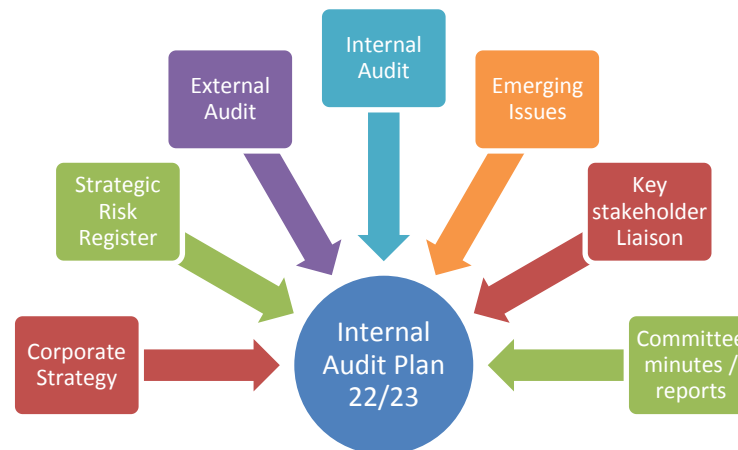 Internal
Audit
External
Audit
Emerging
Issues
Strategic
Risk
Register
Key
stakeholder
Liaison
Corporate
Strategy
Internal
Audit Plan
22/23
Committee
minutes /
reports